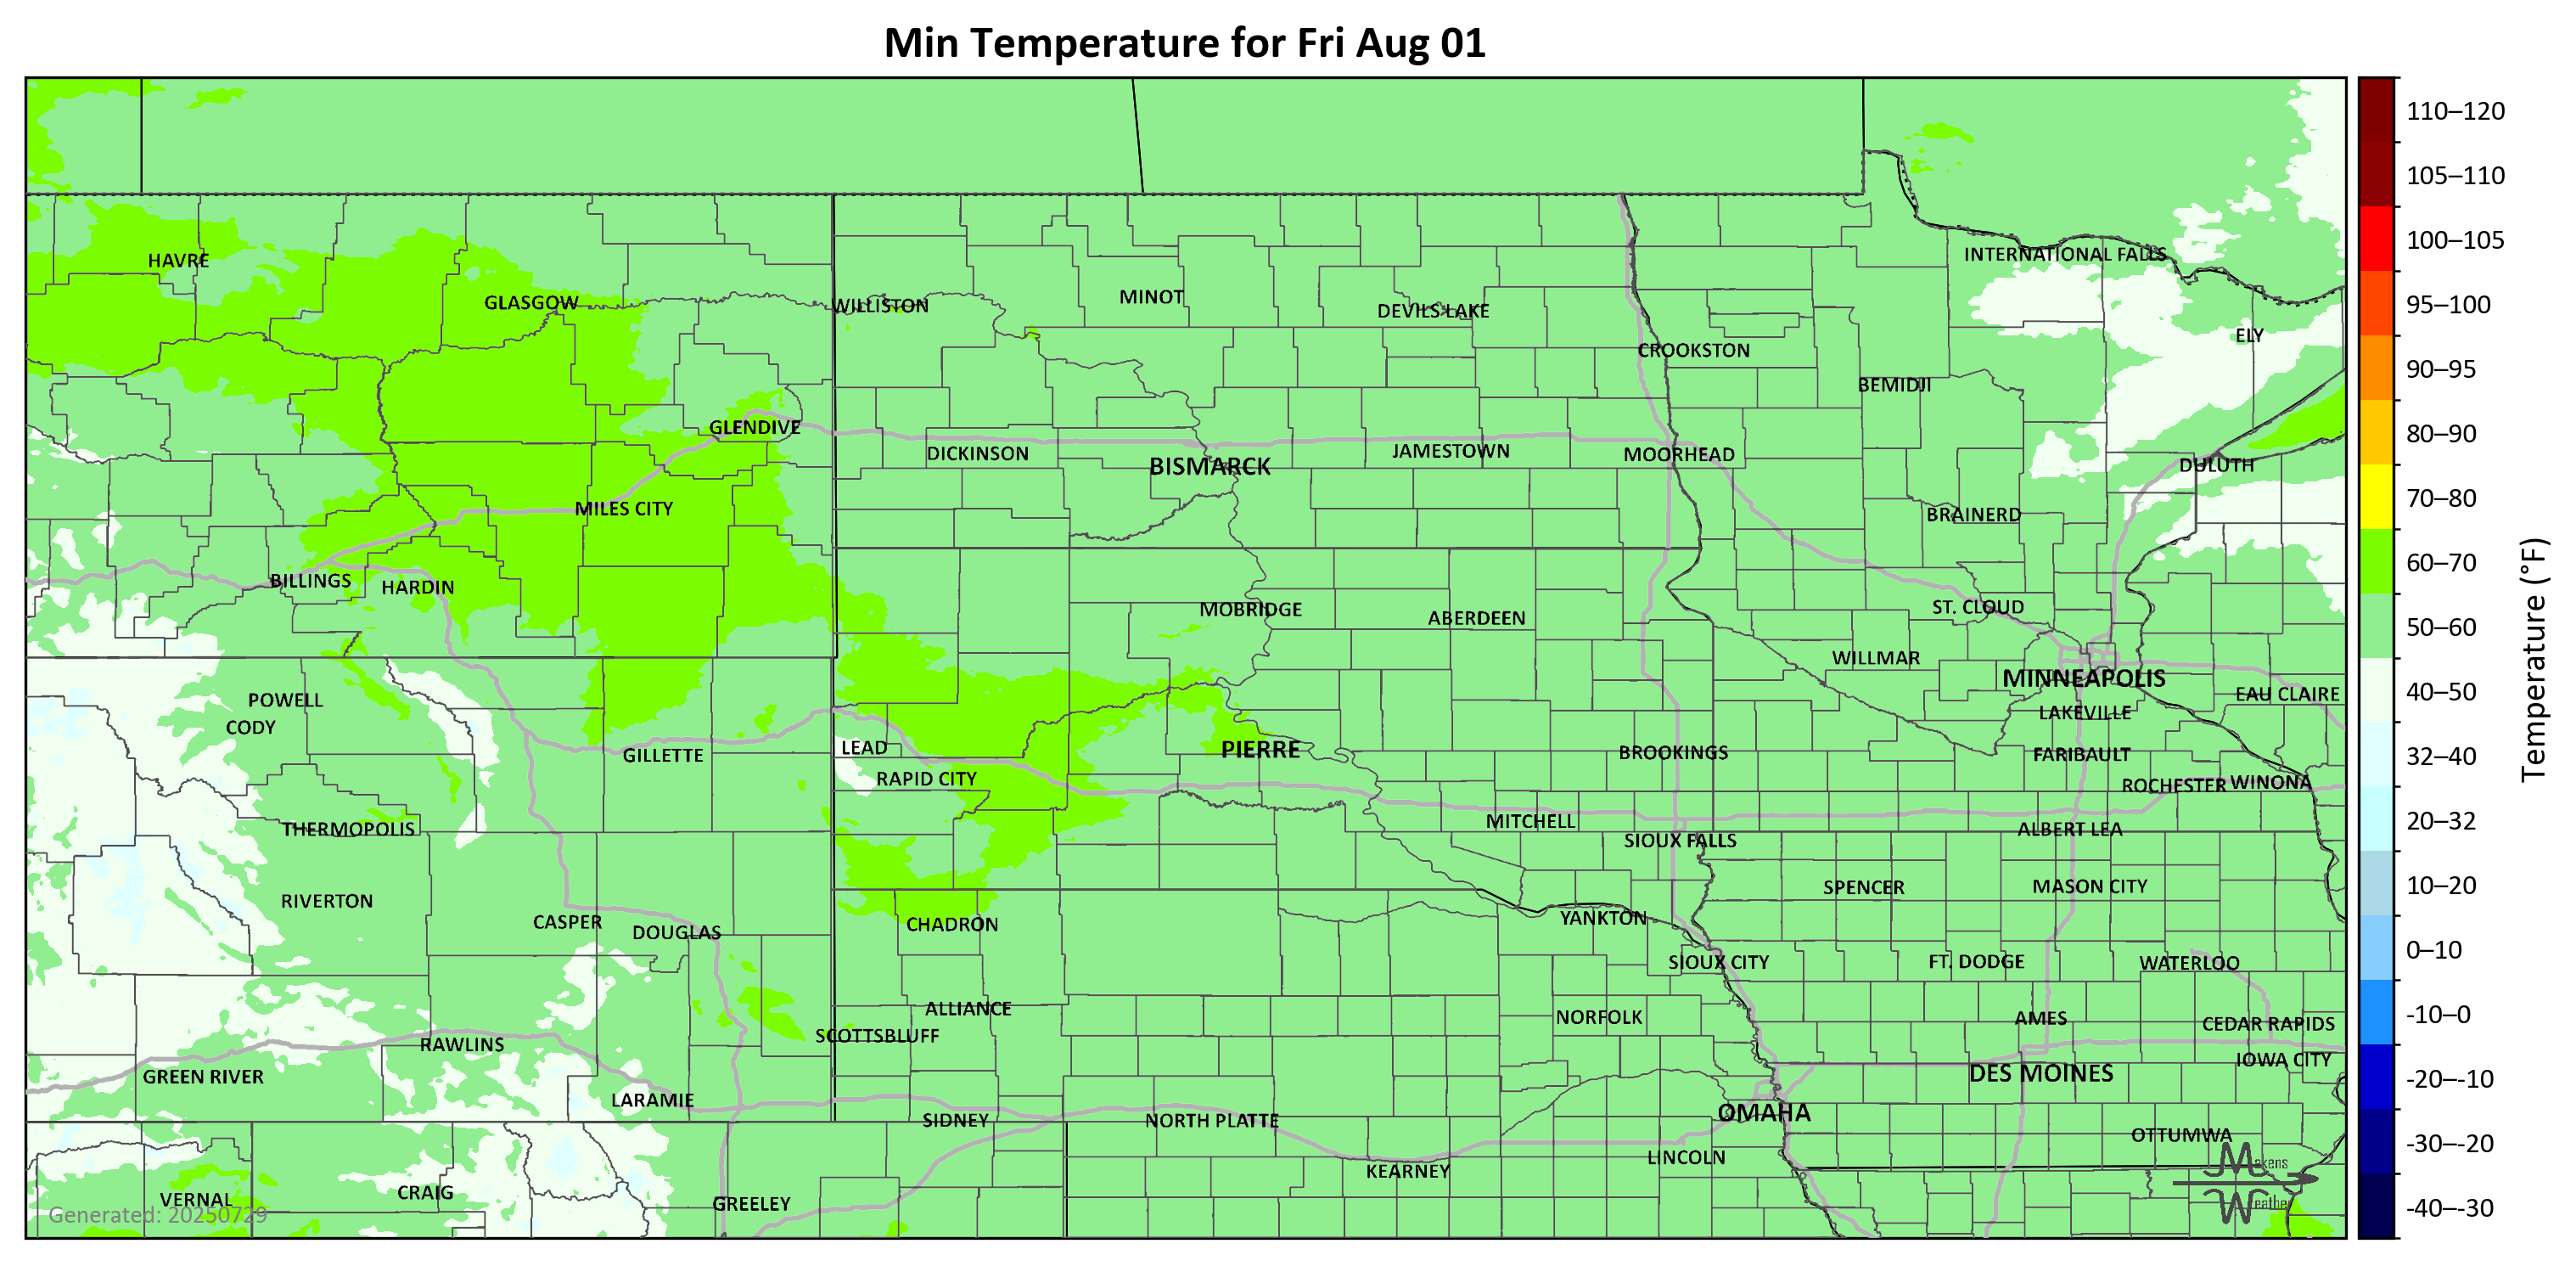 Min Temperature for Fri Aug 01
HAVRE
GLASGOW
WILLISTON
MINOT
DEVILS LAKE
INTERNATIONAL FALLS
CROOKSTON
ELY
BEMIDJI
GLENDIVE
DICKINSON
BISMARCK
JAMESTOWN
MOORHEAD
DULUTH
MILES CITY
BRAINERD
BILLINGS
HARDIN
MOBRIDGE
ABERDEEN
ST. CLOUD
WILLMAR
MINNEAPOLIS
EAU CLAIRE
POWELL
CODY
LAKEVILLE
GILLETTE
LEAD
RAPID CITY
PIERRE
BROOKINGS
FARIBAULT
ROCHESTER
WINONA
THERMOPOLIS
MITCHELL
SIOUX FALLS
ALBERT LEA
RIVERTON
SPENCER
MASON CITY
CASPER
DOUGLAS
CHADRON
YANKTON
SIOUX CITY
FT. DODGE
WATERLOO
ALLIANCE
SCOTTSBLUFF
NORFOLK
AMES
CEDAR RAPIDS
RAWLINS
GREEN RIVER
IOWA CITY
DES MOINES
LARAMIE
SIDNEY
NORTH PLATTE
OMAHA
OTTUMWA
KEARNEY
LINCOLN
VERNAL
CRAIG
GREELEY
Generated: 20250729
Makens
Weather
110–120
105–110
100–105
95–100
90–95
80–90
70–80
60–70
50–60
40–50
32–40
20–32
10–20
0–10
-10–0
-20–-10
-30–-20
-40–-30
Temperature (°F)